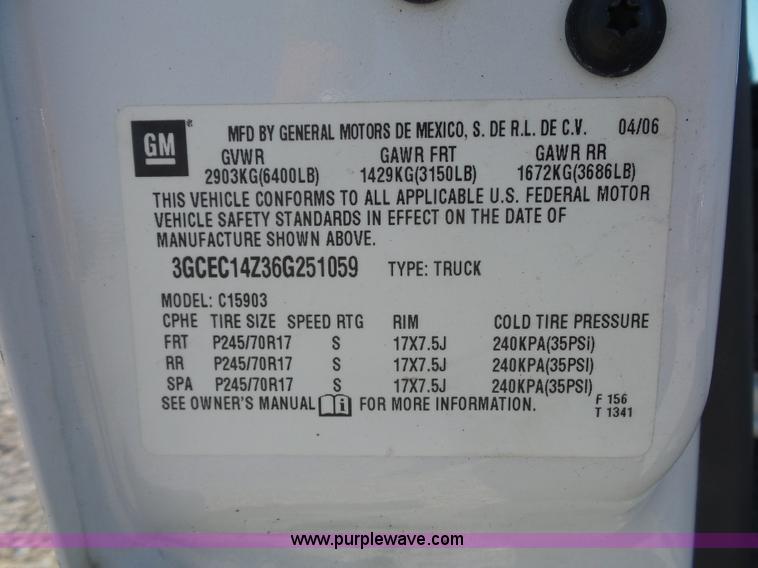 GM ® MFD BY GENERAL MOTORS DE MEXICO, S. DE R.L. DE C.V. 04/06
GVWR GAWR FRT GAWR RR
2903KG(6400LB) 1429KG(3150LB) 1672KG(3686LB)
THIS VEHICLE CONFORMS TO ALL APPLICABLE U.S. FEDERAL MOTOR
VEHICLE SAFETY STANDARDS IN EFFECT ON THE DATE OF
MANUFACTURE SHOWN ABOVE.
3GCEC14Z36G251059 TYPE: TRUCK
MODEL: C15903
CPHE TIRE SIZE SPEED RTG RIM COLD TIRE PRESSURE
FRT P245/70R17 S 17X7.5J 240KPA(35PSI)
RR P245/70R17 S 17X7.5J 240KPA(35PSI)
SPA P245/70R17 S 17X7.5J 240KPA(35PSI)
SEE OWNER'S MANUAL i FOR MORE INFORMATION. F 156
T 1341
www.purplewave.com